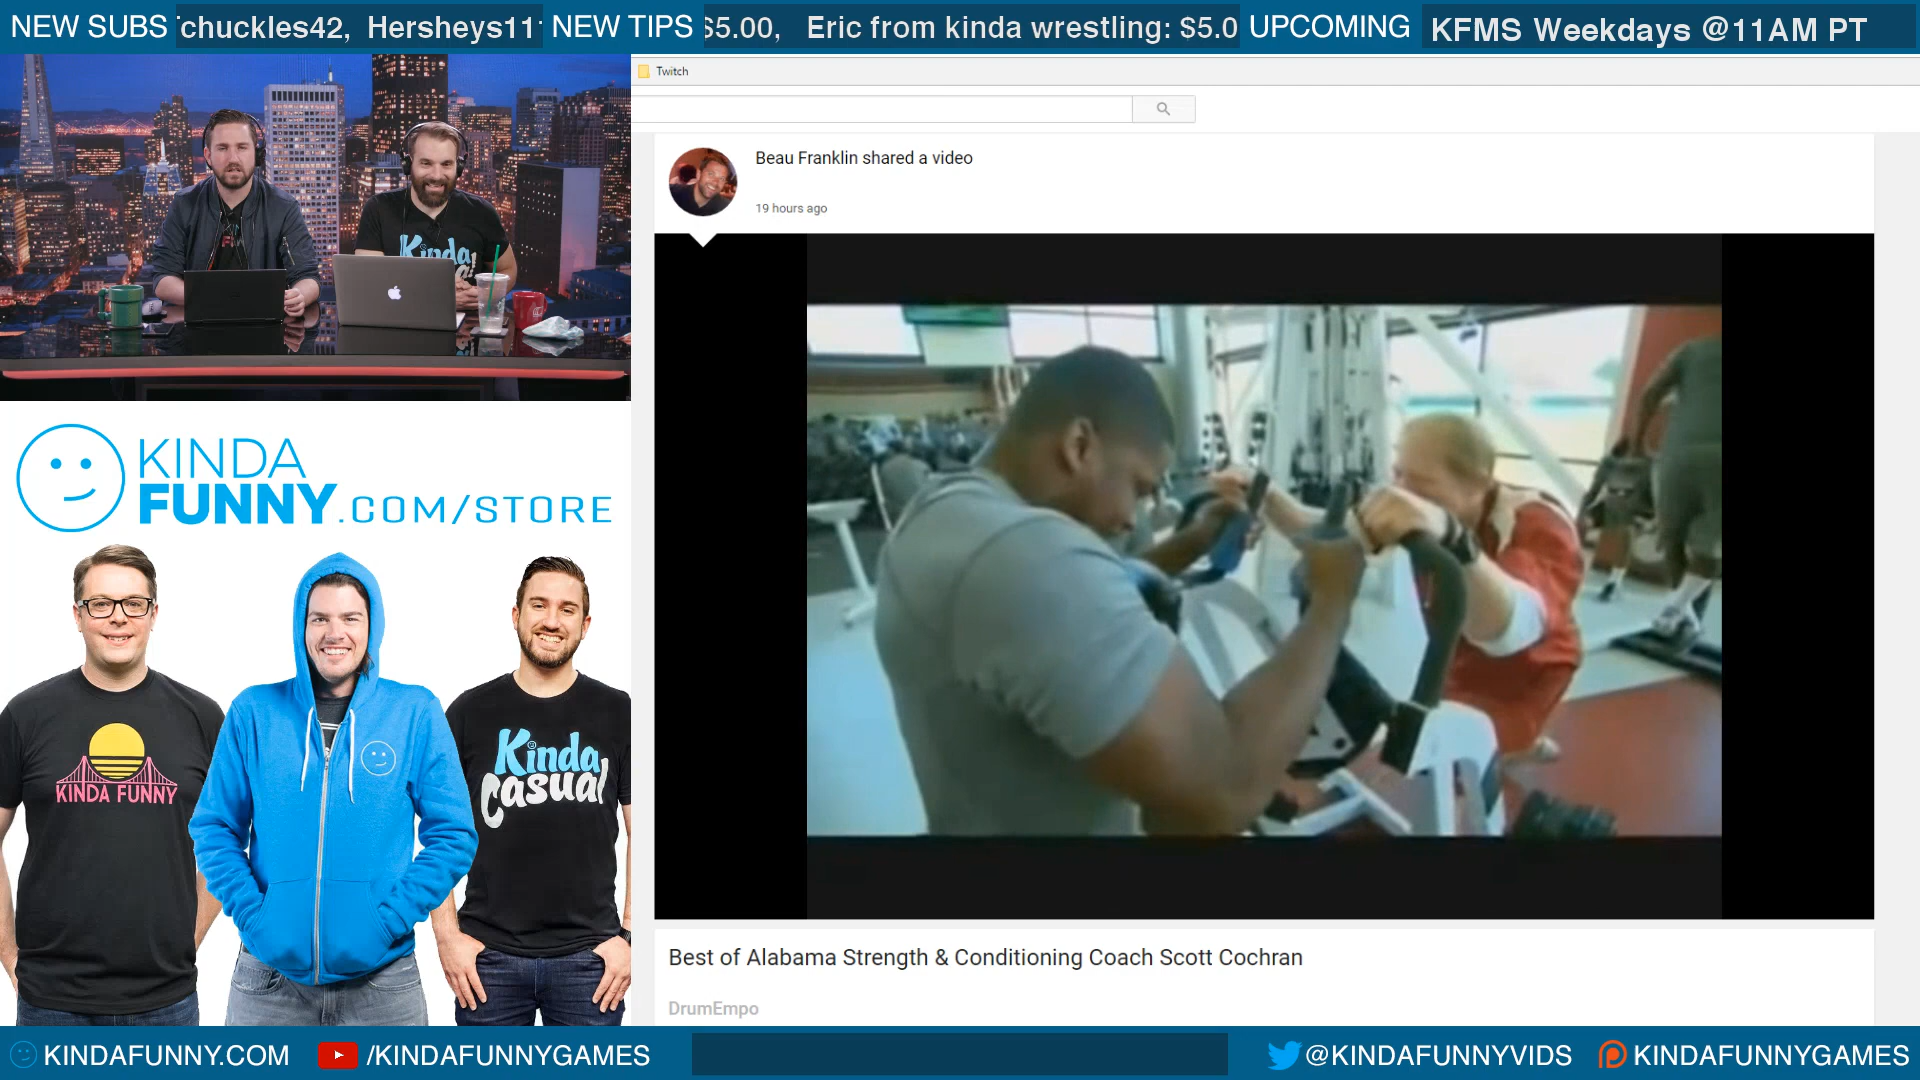 NEW SUBS
chuckles42, Hersheys11
NEW TIPS
$5.00, Eric from kinda wrestling: $5.0
UPCOMING
KFMS Weekdays @11AM PT
Twitch
Beau Franklin shared a video
19 hours ago
Kinda
KINDA
FUNNY.COM/STORE
KINDA FUNNY
Kinda
Casual
Best of Alabama Strength & Conditioning Coach Scott Cochran
DrumEmpo
KINDAFUNNY.COM
/KINDAFUNNYGAMES
@KINDAFUNNYVIDS
KINDAFUNNYGAMES